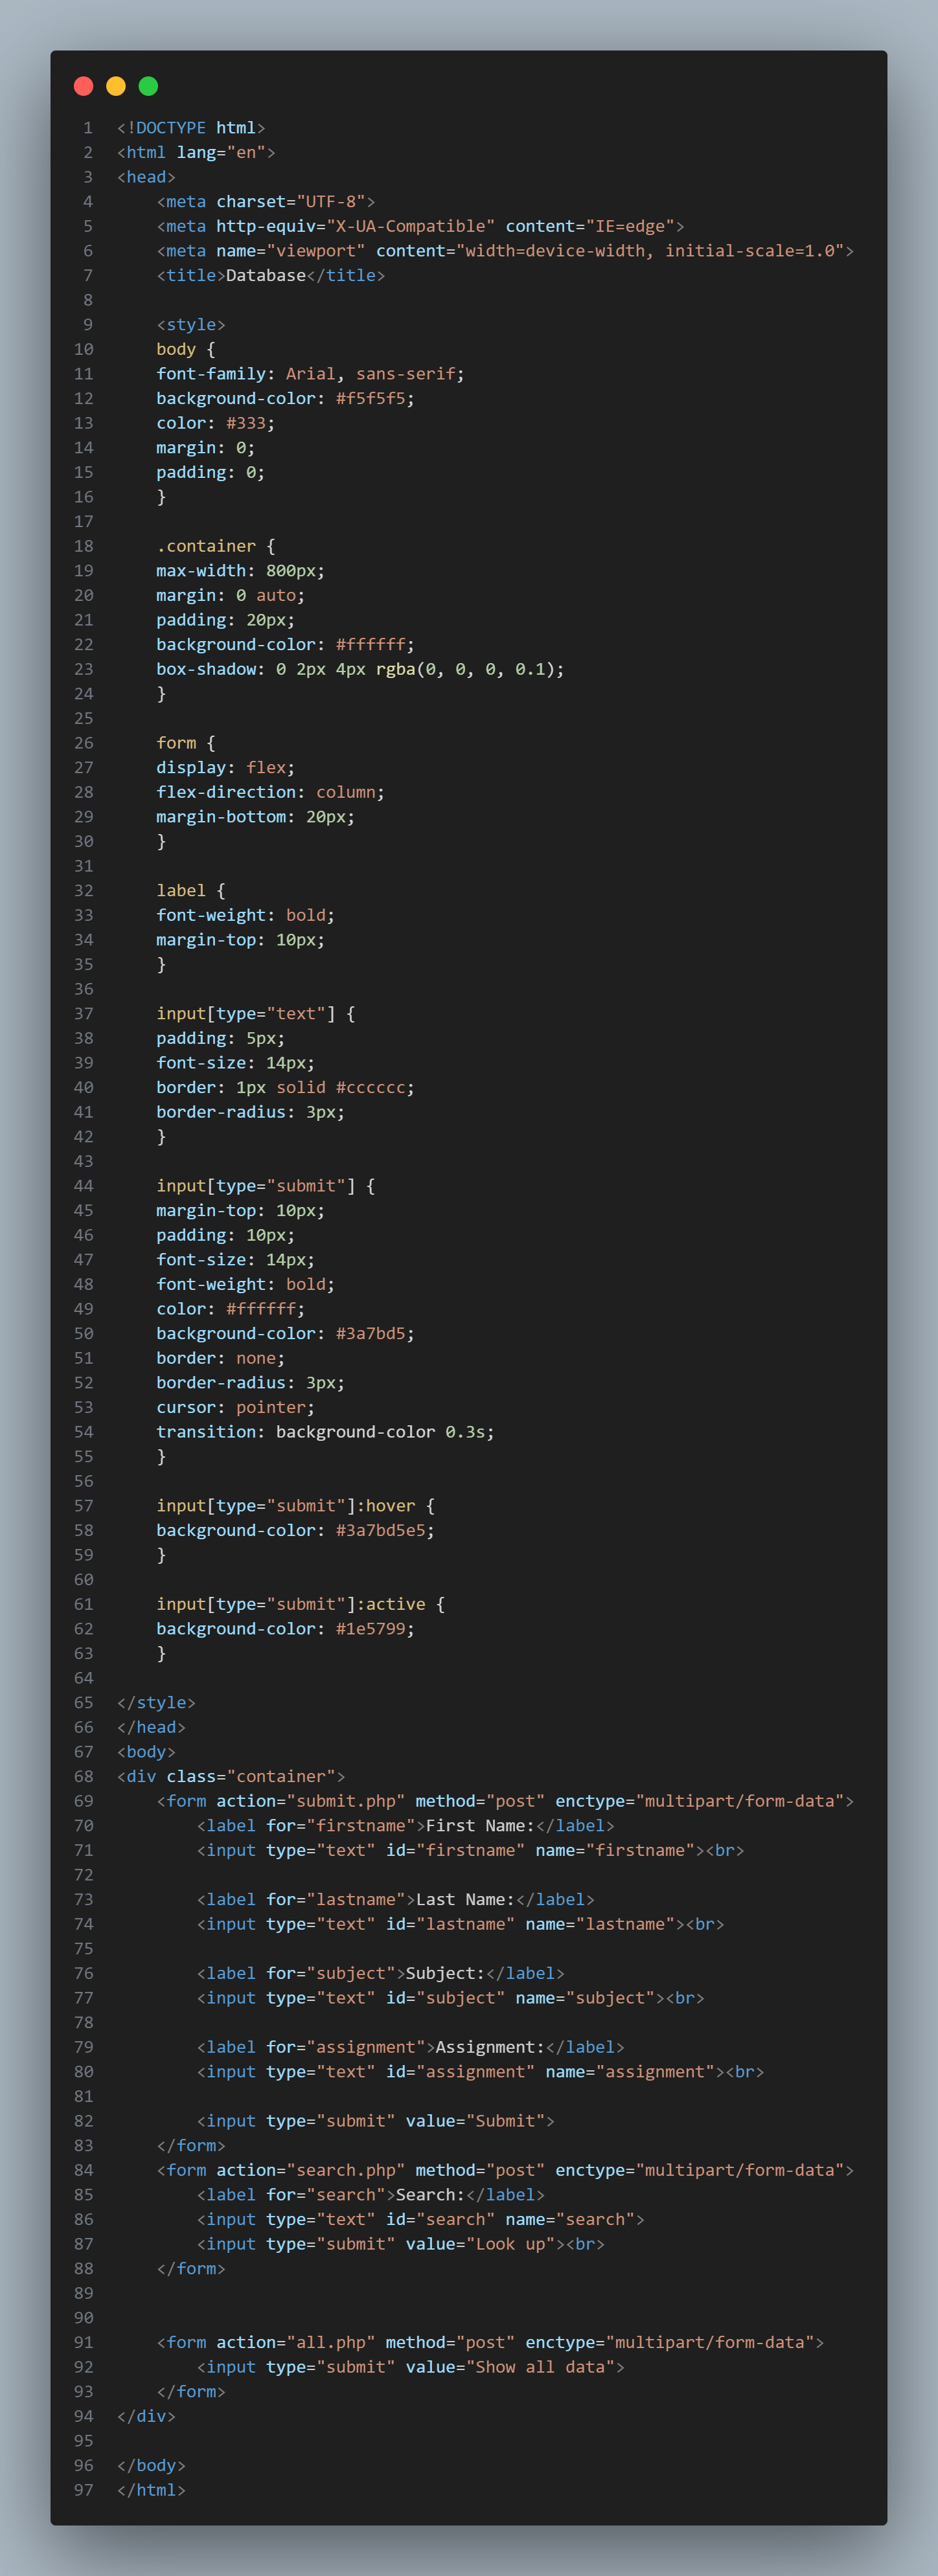 1 <!DOCTYPE html>
2 <html lang="en">
3 <head>
4     <meta charset="UTF-8">
5     <meta http-equiv="X-UA-Compatible" content="IE=edge">
6     <meta name="viewport" content="width=device-width, initial-scale=1.0">
7     <title>Database</title>
8
9     <style>
10     body {
11     font-family: Arial, sans-serif;
12     background-color: #f5f5f5;
13     color: #333;
14     margin: 0;
15     padding: 0;
16     }
17
18     .container {
19     max-width: 800px;
20     margin: 0 auto;
21     padding: 20px;
22     background-color: #ffffff;
23     box-shadow: 0 2px 4px rgba(0, 0, 0, 0.1);
24     }
25
26     form {
27     display: flex;
28     flex-direction: column;
29     margin-bottom: 20px;
30     }
31
32     label {
33     font-weight: bold;
34     margin-top: 10px;
35     }
36
37     input[type="text"] {
38     padding: 5px;
39     font-size: 14px;
40     border: 1px solid #cccccc;
41     border-radius: 3px;
42     }
43
44     input[type="submit"] {
45     margin-top: 10px;
46     padding: 10px;
47     font-size: 14px;
48     font-weight: bold;
49     color: #ffffff;
50     background-color: #3a7bd5;
51     border: none;
52     border-radius: 3px;
53     cursor: pointer;
54     transition: background-color 0.3s;
55     }
56
57     input[type="submit"]:hover {
58     background-color: #3a7bd5e5;
59     }
60
61     input[type="submit"]:active {
62     background-color: #1e5799;
63     }
64
65 </style>
66 </head>
67 <body>
68 <div class="container">
69     <form action="submit.php" method="post" enctype="multipart/form-data">
70         <label for="firstname">First Name:</label>
71         <input type="text" id="firstname" name="firstname"><br>
72
73         <label for="lastname">Last Name:</label>
74         <input type="text" id="lastname" name="lastname"><br>
75
76         <label for="subject">Subject:</label>
77         <input type="text" id="subject" name="subject"><br>
78
79         <label for="assignment">Assignment:</label>
80         <input type="text" id="assignment" name="assignment"><br>
81
82         <input type="submit" value="Submit">
83     </form>
84     <form action="search.php" method="post" enctype="multipart/form-data">
85         <label for="search">Search:</label>
86         <input type="text" id="search" name="search">
87         <input type="submit" value="Look up"><br>
88     </form>
89
90
91     <form action="all.php" method="post" enctype="multipart/form-data">
92         <input type="submit" value="Show all data">
93     </form>
94 </div>
95
96 </body>
97 </html>